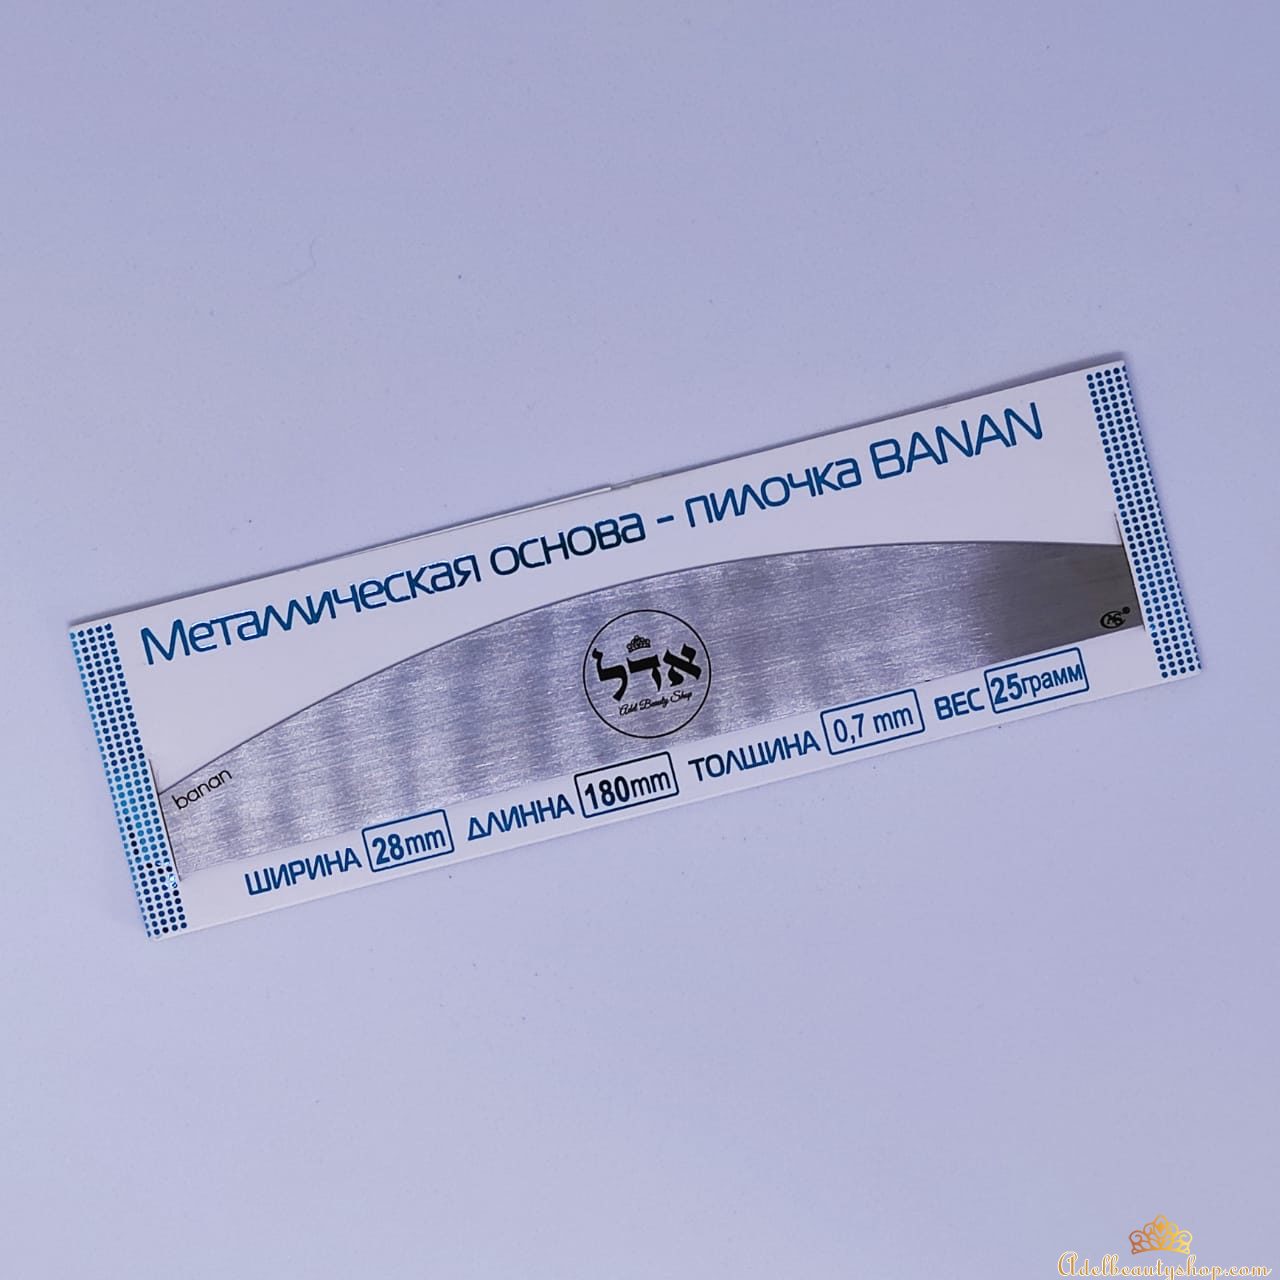 Металлическая основа - пилочка BANAN
אדל
Adel Beauty Shop
banan
ШИРИНА 28mm ДЛИННА 180mm ТОЛЩИНА 0,7 mm ВЕС 25грамм
Adelbeautyshop.com